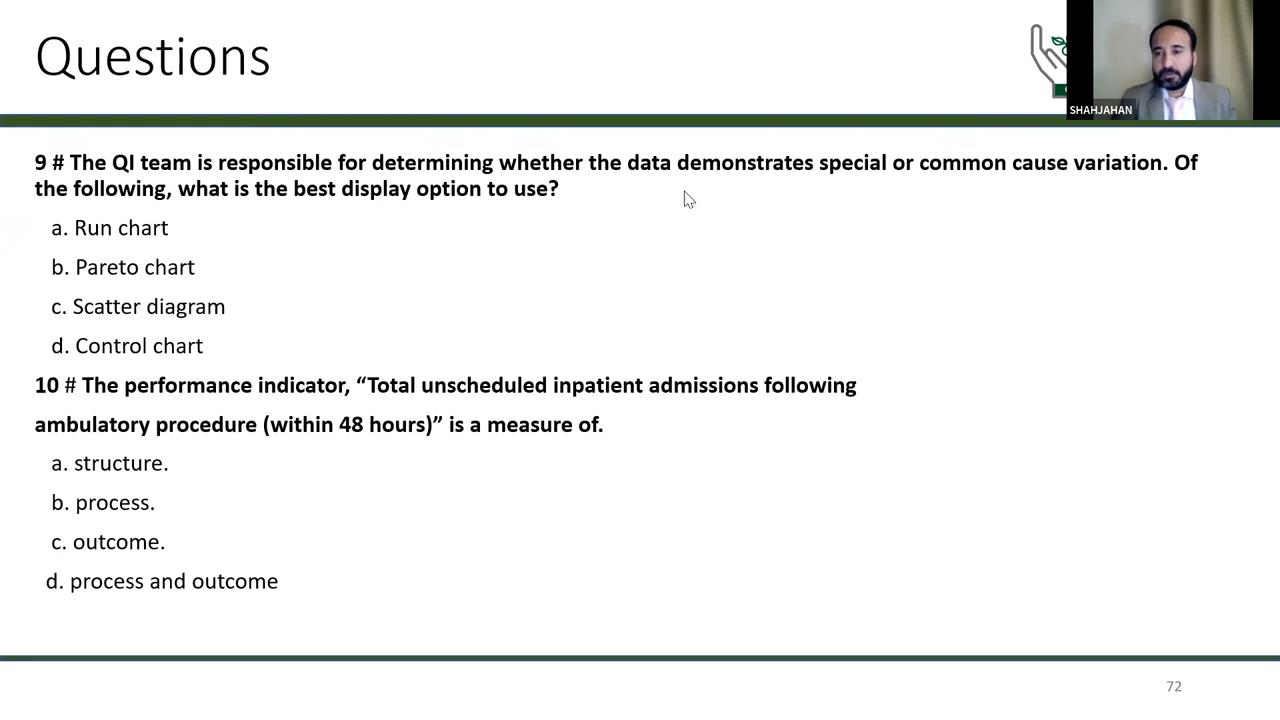 Questions
SHAHJAHAN
9 # The QI team is responsible for determining whether the data demonstrates special or common cause variation. Of
the following, what is the best display option to use?
a. Run chart
b. Pareto chart
c. Scatter diagram
d. Control chart
10 # The performance indicator, “Total unscheduled inpatient admissions following
ambulatory procedure (within 48 hours)” is a measure of.
a. structure.
b. process.
c. outcome.
d. process and outcome
72